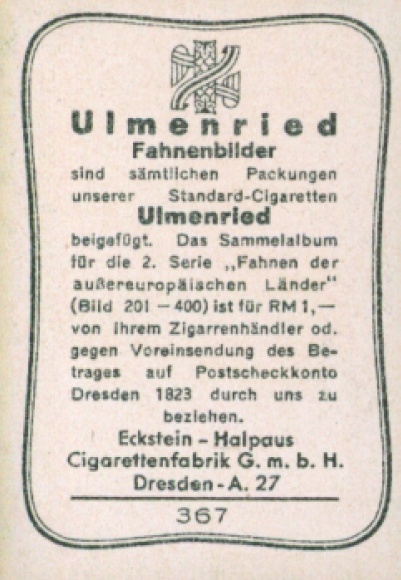 Ulmenried
Fahnenbilder
sind sämtlichen Packungen
unserer Standard-Cigaretten
Ulmenried
beigefügt. Das Sammelalbum
für die 2. Serie „Fahnen der
außereuropäischen Länder"
(Bild 201 — 400) ist für RM 1,—
von Ihrem Zigarrenhändler od.
gegen Voreinsendung des Be-
trages auf Postscheckkonto
Dresden 1823 durch uns zu
beziehen.
Eckstein - Halpaus
Cigarettenfabrik G. m. b. H.
Dresden - A. 27
367